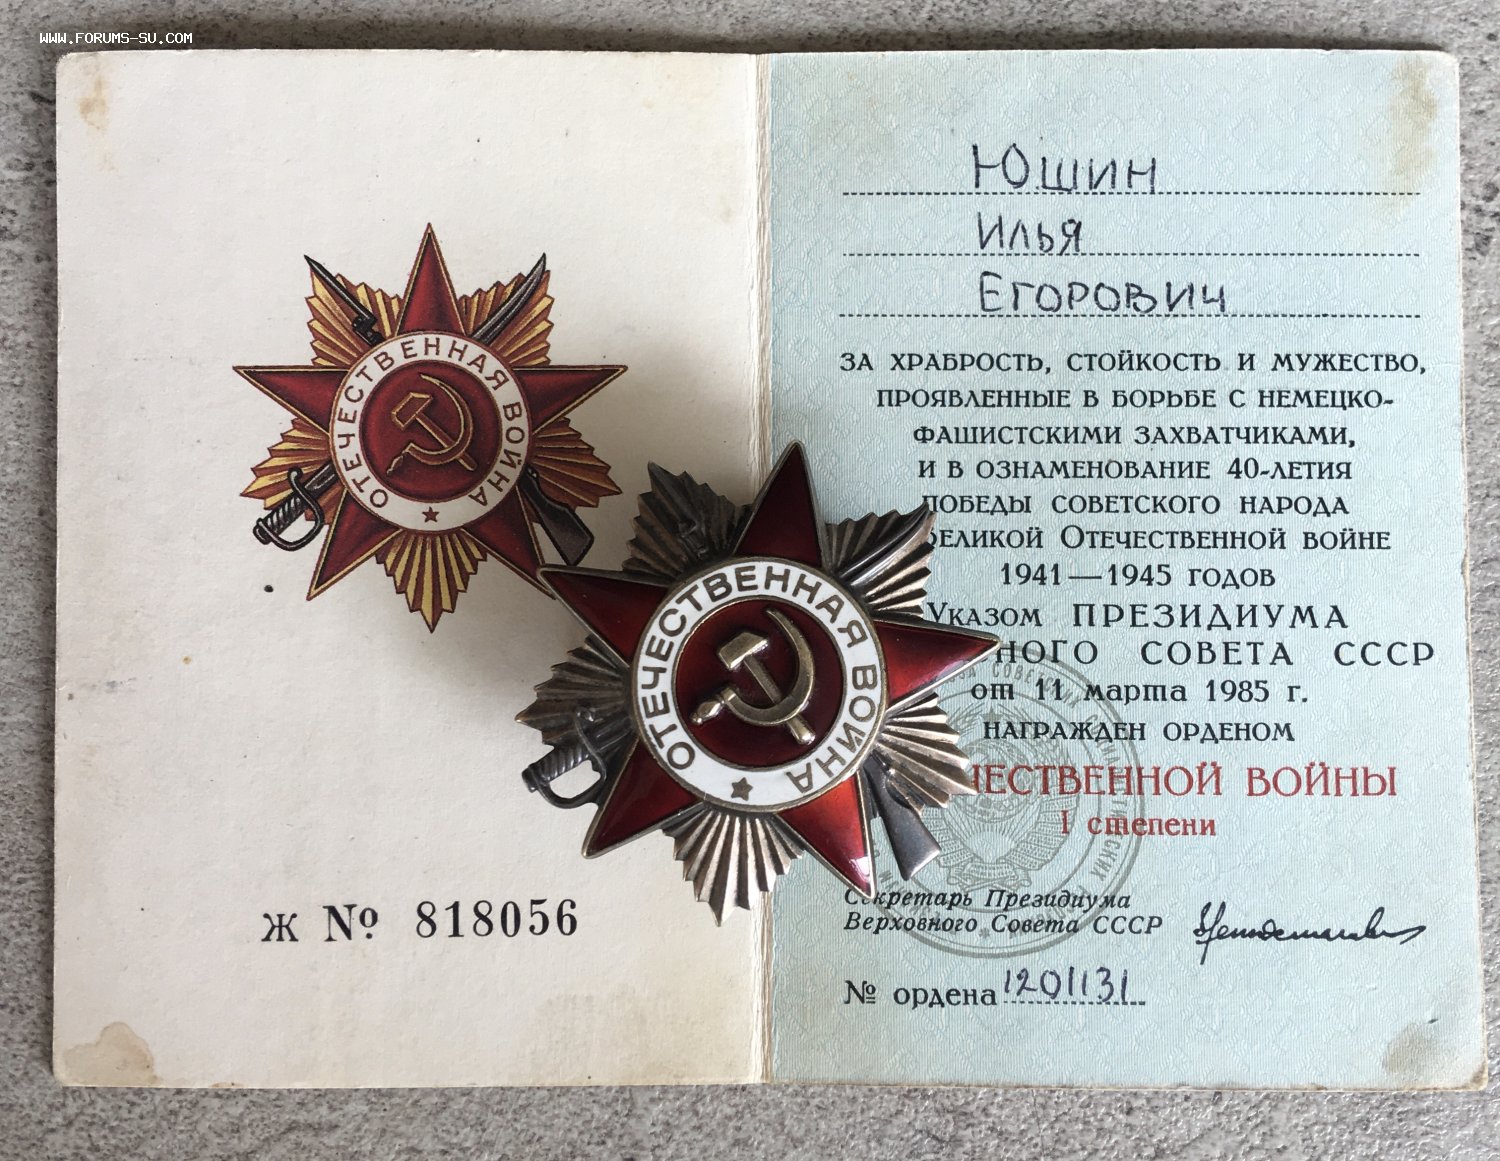 WWW.FORUMS-SU.COM
ОТЕЧЕСТВЕННАЯ ВОЙНА
Ж № 818056
ОТЕЧЕСТВЕННАЯ ВОЙНА
Юшин
Илья
Егорович
ЗА ХРАБРОСТЬ, СТОЙКОСТЬ И МУЖЕСТВО,
ПРОЯВЛЕННЫЕ В БОРЬБЕ С НЕМЕЦКО-
ФАШИСТСКИМИ ЗАХВАТЧИКАМИ,
И В ОЗНАМЕНОВАНИЕ 40-ЛЕТИЯ
ПОБЕДЫ СОВЕТСКОГО НАРОДА
ЕЛИКОЙ ОТЕЧЕСТВЕННОЙ ВОЙНЕ
1941—1945 ГОДОВ
УКАЗОМ ПРЕЗИДИУМА
НОГО СОВЕТА СССР
от 11 марта 1985 г.
НАГРАЖДЕН ОРДЕНОМ
ЧЕСТВЕННОЙ ВОЙНЫ
I степени
Секретарь Президиума
Верховного Совета СССР
№ ордена 1201131